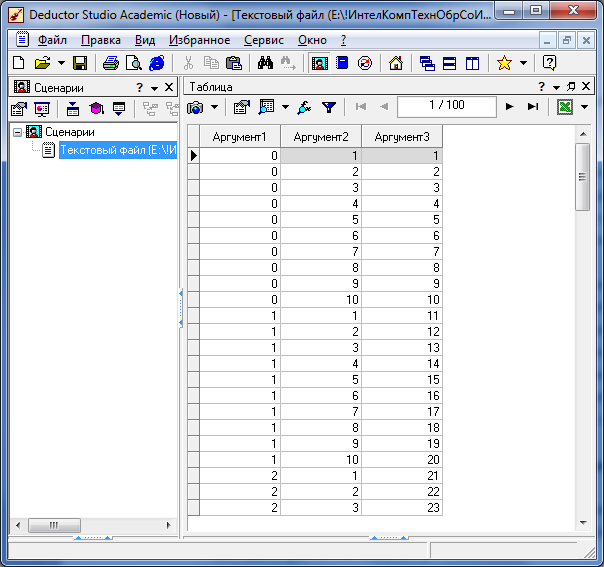 Deductor Studio Academic (Новый) - [Текстовый файл (E:\!ИнтелКомпТехнОбрСоИ...
Файл Правка Вид Избранное Сервис Окно ?
Сценарии ? Таблица ?
1 / 100
Сценарии
Текстовый файл (E:\!И
Аргумент1 Аргумент2 Аргумент3
0 1 1
0 2 2
0 3 3
0 4 4
0 5 5
0 6 6
0 7 7
0 8 8
0 9 9
0 10 10
1 1 11
1 2 12
1 3 13
1 4 14
1 5 15
1 6 16
1 7 17
1 8 18
1 9 19
1 10 20
2 1 21
2 2 22
2 3 23